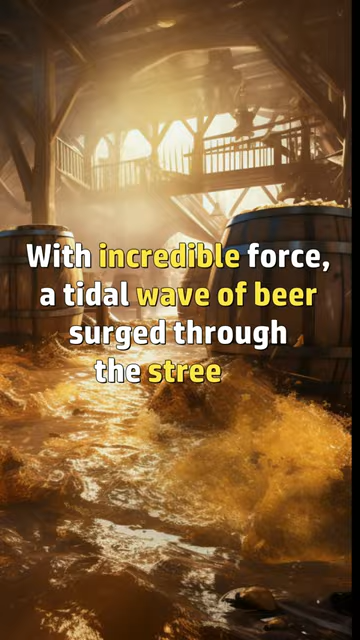 With incredible force,
a tidal wave of beer
surged through
the stree